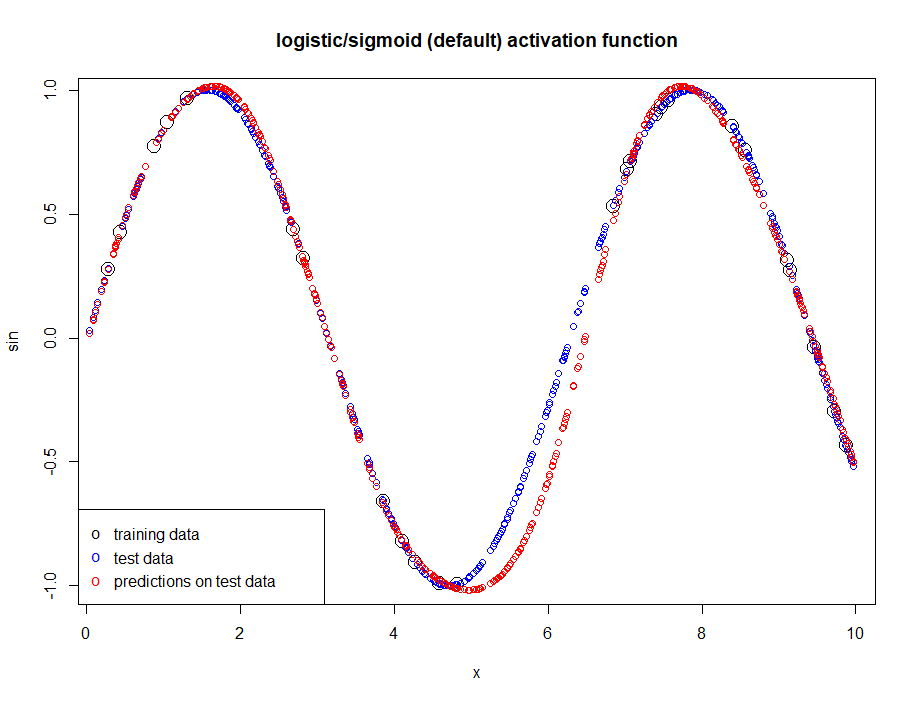 logistic/sigmoid (default) activation function
sin
1.0
0.5
0.0
-0.5
-1.0
o training data
o test data
o predictions on test data
0 2 4 6 8 10
x